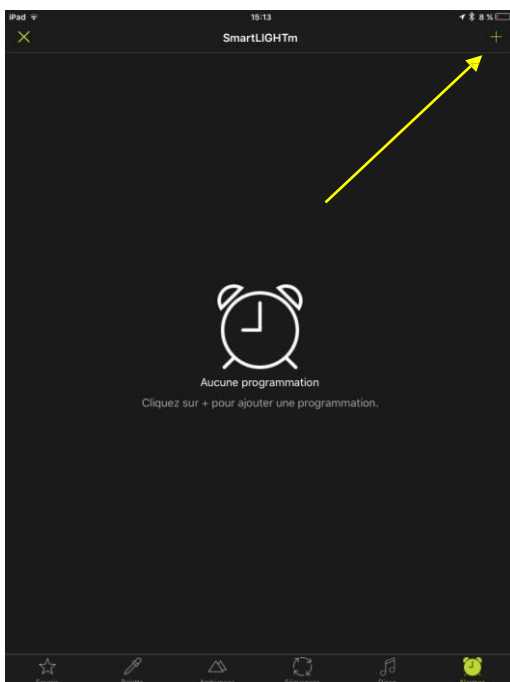 iPad 15:13 8 %
SmartLIGHTm
Aucune programmation
Cliquez sur + pour ajouter une programmation.